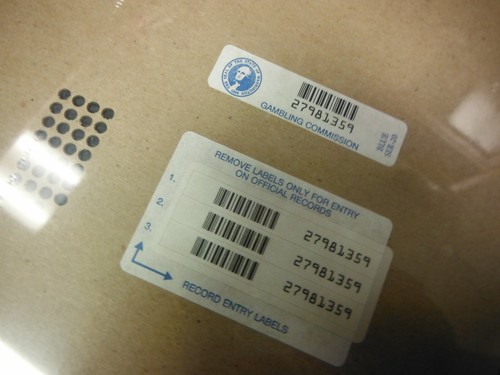 27981359
GAMBLING COMMISSION
REMOVE LABELS ONLY FOR ENTRY
ON OFFICIAL RECORDS
1.
2.
3.
27981359
27981359
27981359
RECORD ENTRY LABELS